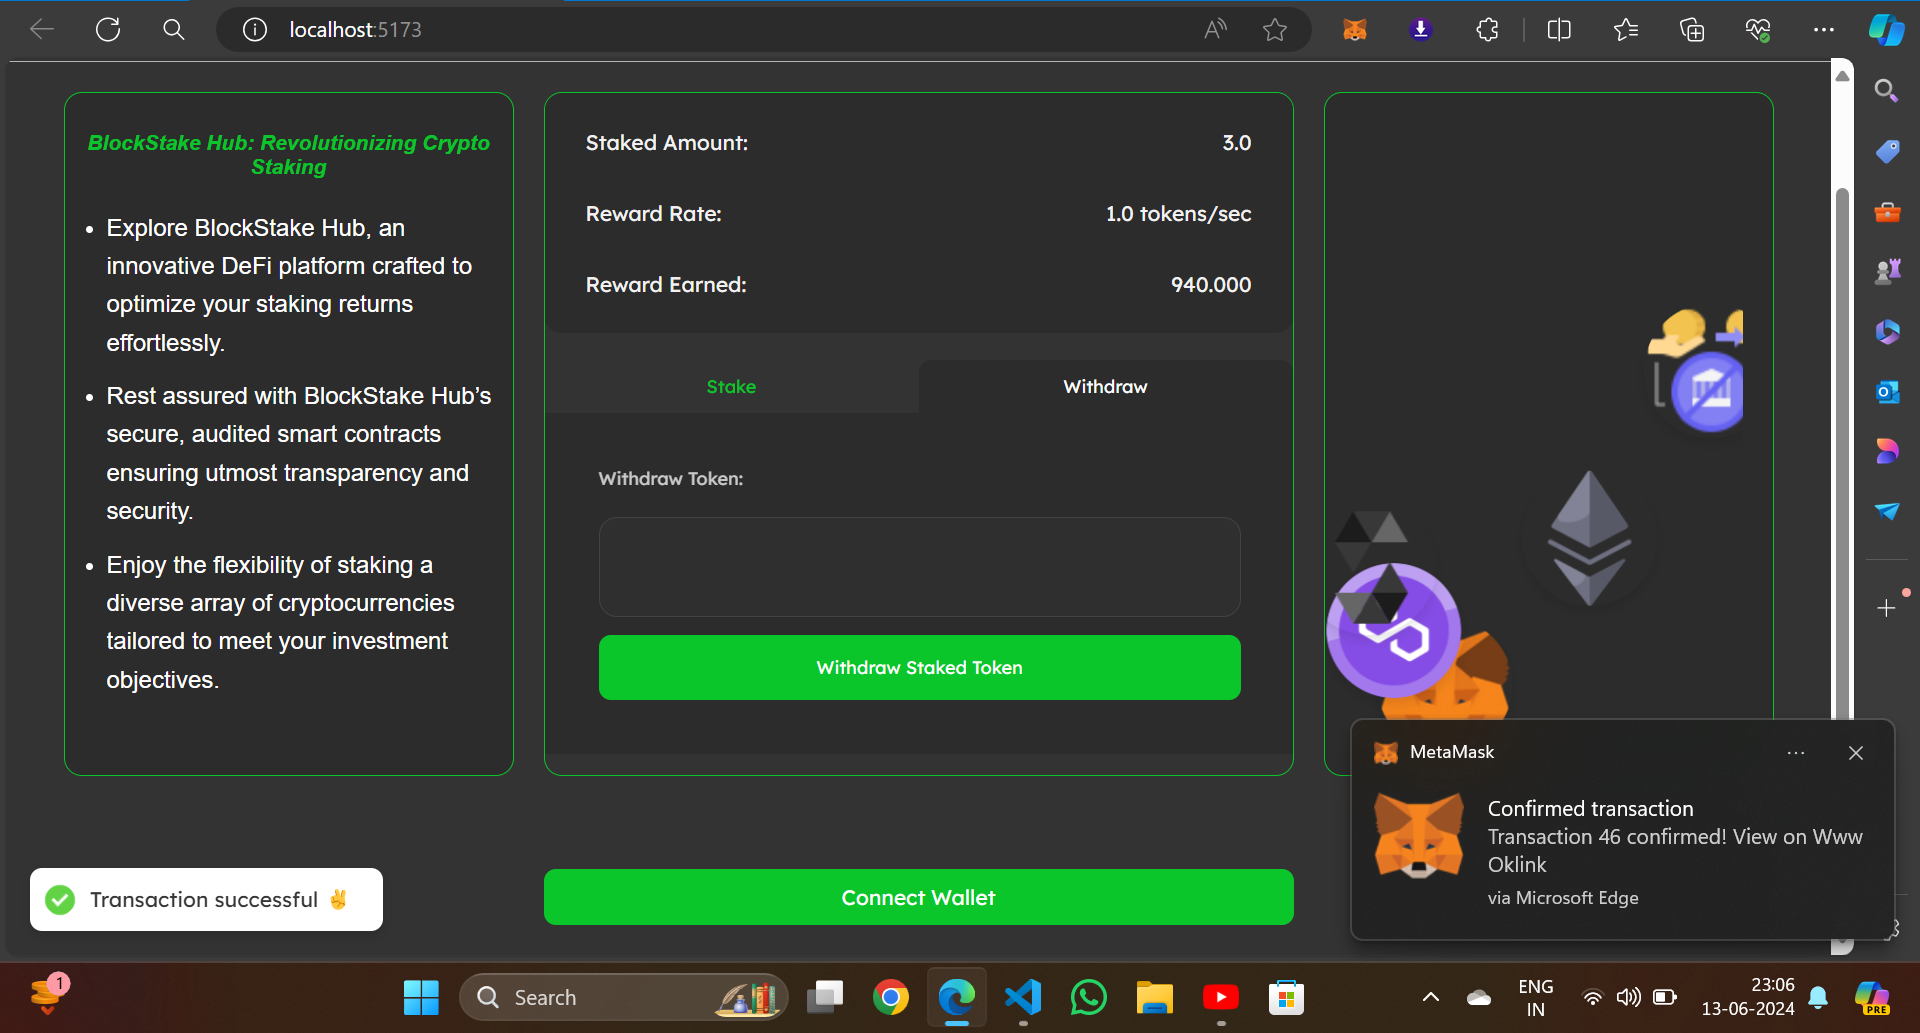 localhost:5173
BlockStake Hub: Revolutionizing Crypto
Staking
Explore BlockStake Hub, an
innovative DeFi platform crafted to
optimize your staking returns
effortlessly.
Rest assured with BlockStake Hub’s
secure, audited smart contracts
ensuring utmost transparency and
security.
Enjoy the flexibility of staking a
diverse array of cryptocurrencies
tailored to meet your investment
objectives.
Staked Amount: 3.0
Reward Rate: 1.0 tokens/sec
Reward Earned: 940.000
Stake Withdraw
Withdraw Token:
Withdraw Staked Token
Connect Wallet
Transaction successful ✌️
MetaMask
Confirmed transaction
Transaction 46 confirmed! View on Www
Oklink
via Microsoft Edge
1
Search
ENG
IN
23:06
13-06-2024
PRE